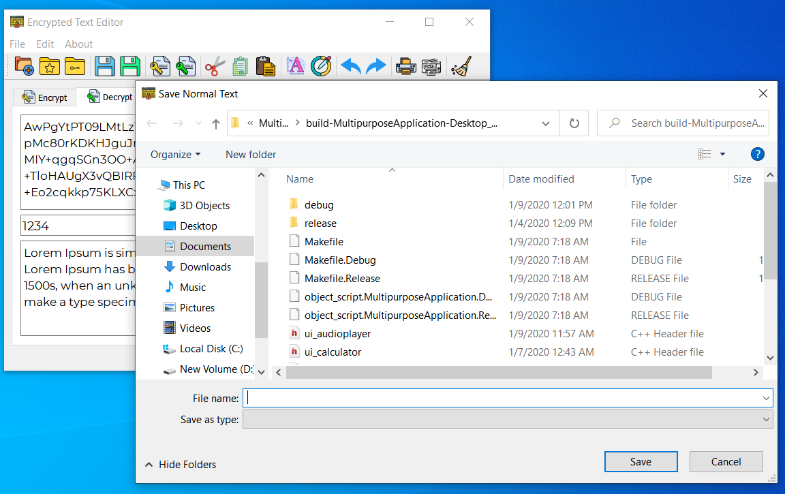 Encrypted Text Editor
File Edit About
Encrypt Decrypt
AwPgYtPT09LMtLz
pMc80rKDKHJguJr
MIY+qgqSGn3OO+
+TloHAUgX3vQBIRF
+Eo2cqkkp75KLXC
1234
Lorem Ipsum is sim
Lorem Ipsum has b
1500s, when an unk
make a type specim
Save Normal Text
« Multi... › build-MultipurposeApplication-Desktop_...
Search build-MultipurposeA...
Organize New folder
This PC
3D Objects
Desktop
Documents
Downloads
Music
Pictures
Videos
Local Disk (C:)
New Volume (D:
Name Date modified Type Size
debug 1/9/2020 12:01 PM File folder
release 1/4/2020 12:09 PM File folder
Makefile 1/9/2020 7:18 AM File
Makefile.Debug 1/9/2020 7:18 AM DEBUG File 1
Makefile.Release 1/9/2020 7:18 AM RELEASE File 1
object_script.MultipurposeApplication.D... 1/9/2020 7:18 AM DEBUG File
object_script.MultipurposeApplication.Re... 1/9/2020 7:18 AM RELEASE File
ui_audioplayer 1/9/2020 11:57 AM C++ Header file
ui_calculator 1/7/2020 12:43 AM C++ Header file
File name:
Save as type:
Hide Folders
Save Cancel